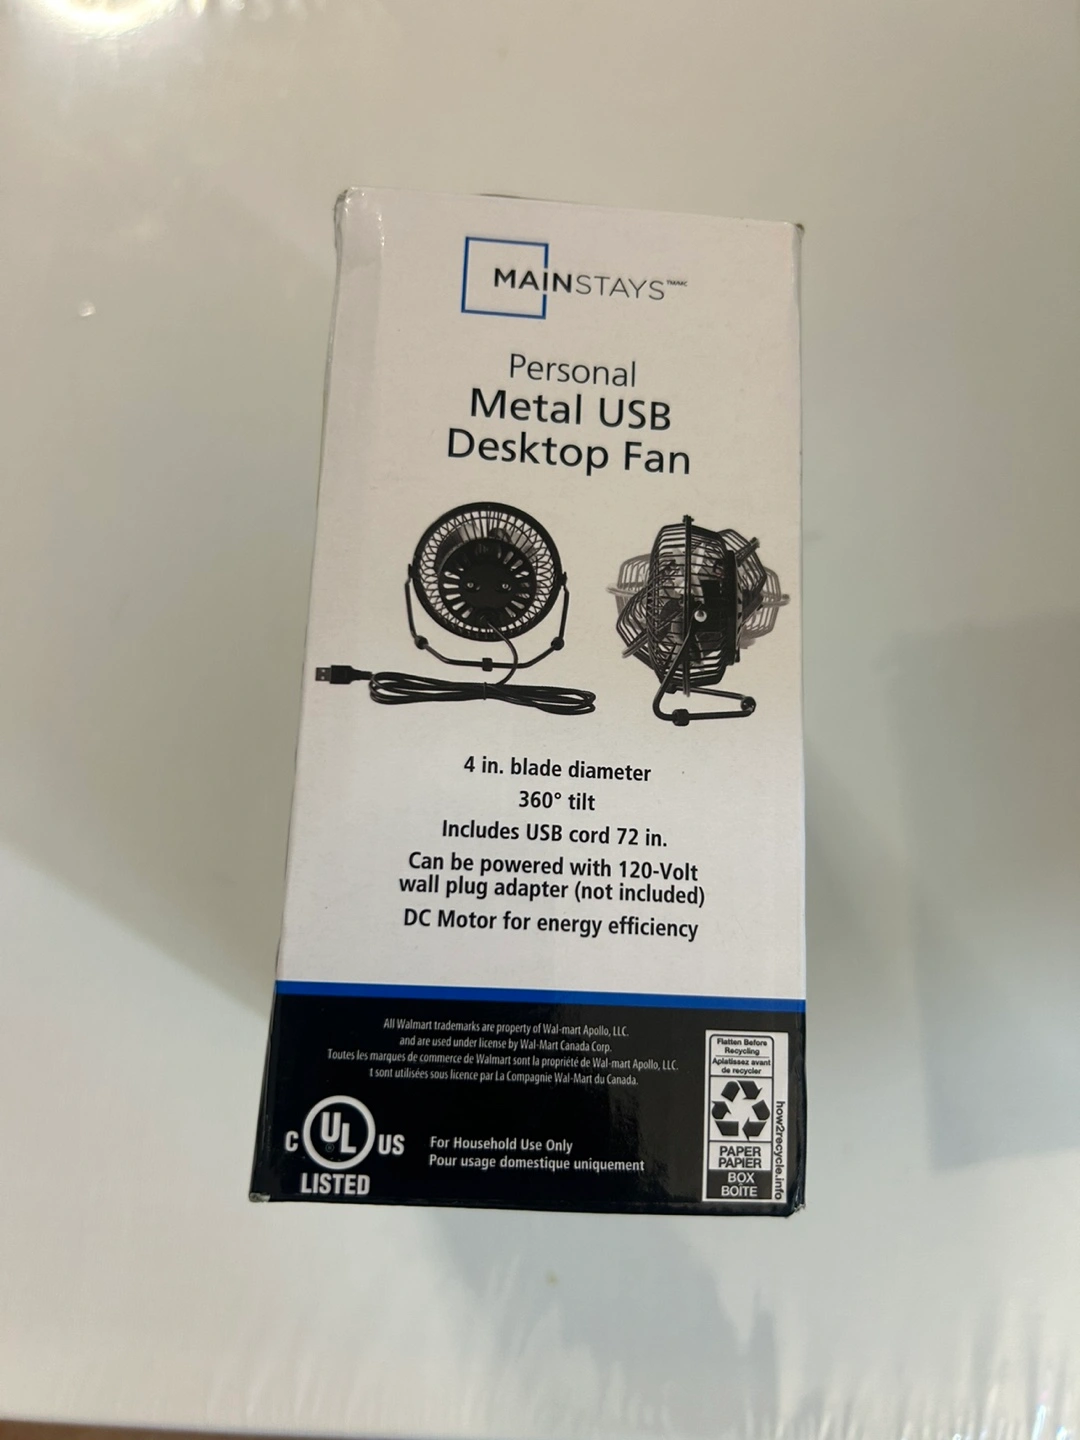 MAINSTAYS™/MC
Personal
Metal USB
Desktop Fan
4 in. blade diameter
360° tilt
Includes USB cord 72 in.
Can be powered with 120-Volt
wall plug adapter (not included)
DC Motor for energy efficiency
All Walmart trademarks are property of Wal-mart Apollo, LLC.
and are used under license by Wal-Mart Canada Corp.
Toutes les marques de commerce de Walmart sont la propriété de Wal-mart Apollo, LLC.
t sont utilisées sous licence par La Compagnie Wal-Mart du Canada.
C UL US
LISTED
For Household Use Only
Pour usage domestique uniquement
Flatten Before
Recycling
Aplatissez avant
de recycler
PAPER
PAPIER
BOX
BOÎTE
how2recycle.info